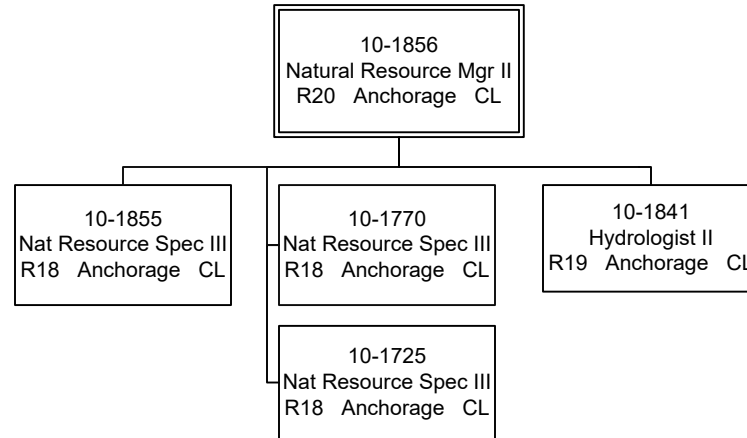 10-1856
Natural Resource Mgr II
R20 Anchorage CL
10-1855
Nat Resource Spec III
R18 Anchorage CL
10-1770
Nat Resource Spec III
R18 Anchorage CL
10-1841
Hydrologist II
R19 Anchorage CL
10-1725
Nat Resource Spec III
R18 Anchorage CL